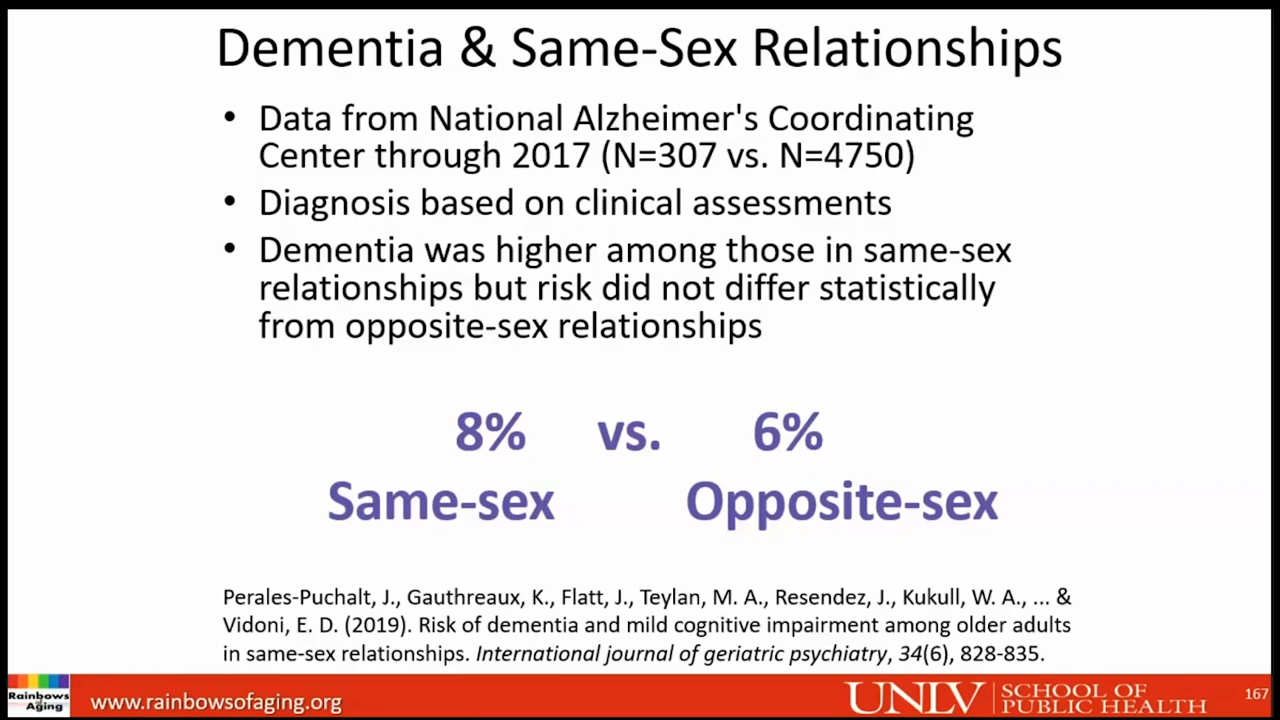 Dementia & Same-Sex Relationships
• Data from National Alzheimer's Coordinating
Center through 2017 (N=307 vs. N=4750)
• Diagnosis based on clinical assessments
• Dementia was higher among those in same-sex
relationships but risk did not differ statistically
from opposite-sex relationships
8% vs. 6%
Same-sex Opposite-sex
Perales-Puchalt, J., Gauthreaux, K., Flatt, J., Teylan, M. A., Resendez, J., Kukull, W. A., ... &
Vidoni, E. D. (2019). Risk of dementia and mild cognitive impairment among older adults
in same-sex relationships. International journal of geriatric psychiatry, 34(6), 828-835.
Rainbows
of
Aging
www.rainbowsofaging.org
UNLV SCHOOL OF
PUBLIC HEALTH
167